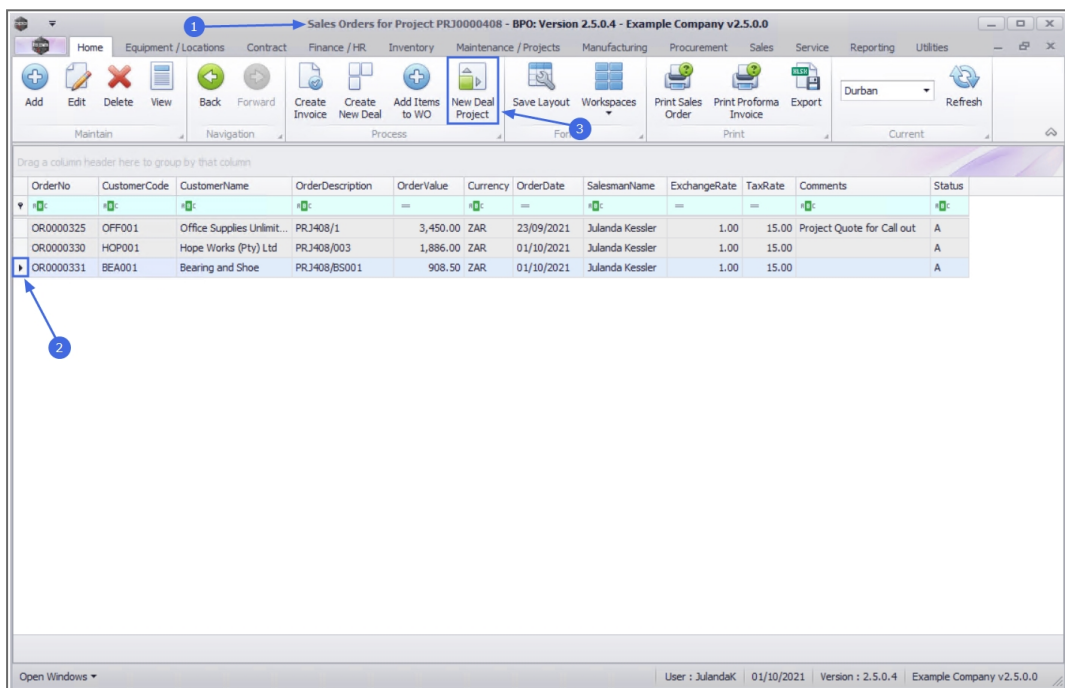 1
Sales Orders for Project PRJ0000408 - BPO: Version 2.5.0.4 - Example Company v2.5.0.0
Home Equipment / Locations Contract Finance / HR Inventory Maintenance / Projects Manufacturing Procurement Sales Service Reporting Utilities
Add Edit Delete View Back Forward Create Invoice Create New Deal Add Items to WO New Deal Project Save Layout Workspaces Print Sales Order Print Proforma Invoice Export Durban Refresh
3
Maintain Navigation Process For Print Current
Drag a column header here to group by that column
OrderNo CustomerCode CustomerName OrderDescription OrderValue Currency OrderDate SalesmanName ExchangeRate TaxRate Comments Status
OR0000325 OFF001 Office Supplies Unlimit... PRJ408/1 3,450.00 ZAR 23/09/2021 Julanda Kessler 1.00 15.00 Project Quote for Call out A
OR0000330 HOP001 Hope Works (Pty) Ltd PRJ408/003 1,886.00 ZAR 01/10/2021 Julanda Kessler 1.00 15.00 A
OR0000331 BEA001 Bearing and Shoe PRJ408/BS001 908.50 ZAR 01/10/2021 Julanda Kessler 1.00 15.00 A
2
Open Windows User : JulandaK 01/10/2021 Version : 2.5.0.4 Example Company v2.5.0.0